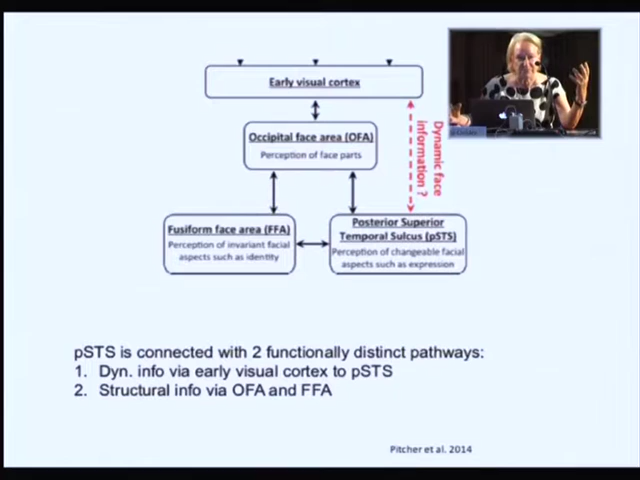 Early visual cortex
Occipital face area (OFA)
Perception of face parts
Dynamic face
information ?
Fusiform face area (FFA)
Perception of invariant facial
aspects such as identity
Posterior Superior
Temporal Sulcus (pSTS)
Perception of changeable facial
aspects such as expression
pSTS is connected with 2 functionally distinct pathways:
1. Dyn. info via early visual cortex to pSTS
2. Structural info via OFA and FFA
Pitcher et al. 2014